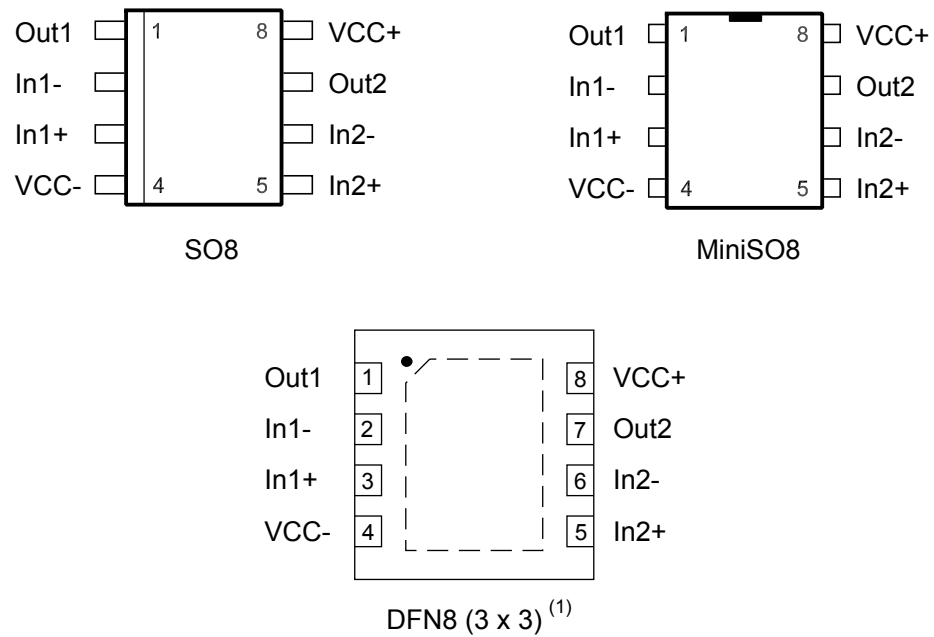 Out1 1 8 VCC+
In1- Out2
In1+ In2-
VCC- 4 5 In2+
SO8
Out1 1 8 VCC+
In1- Out2
In1+ In2-
VCC- 4 5 In2+
MiniSO8
Out1 1 8 VCC+
In1- 2 7 Out2
In1+ 3 6 In2-
VCC- 4 5 In2+
DFN8 (3 x 3) (1)